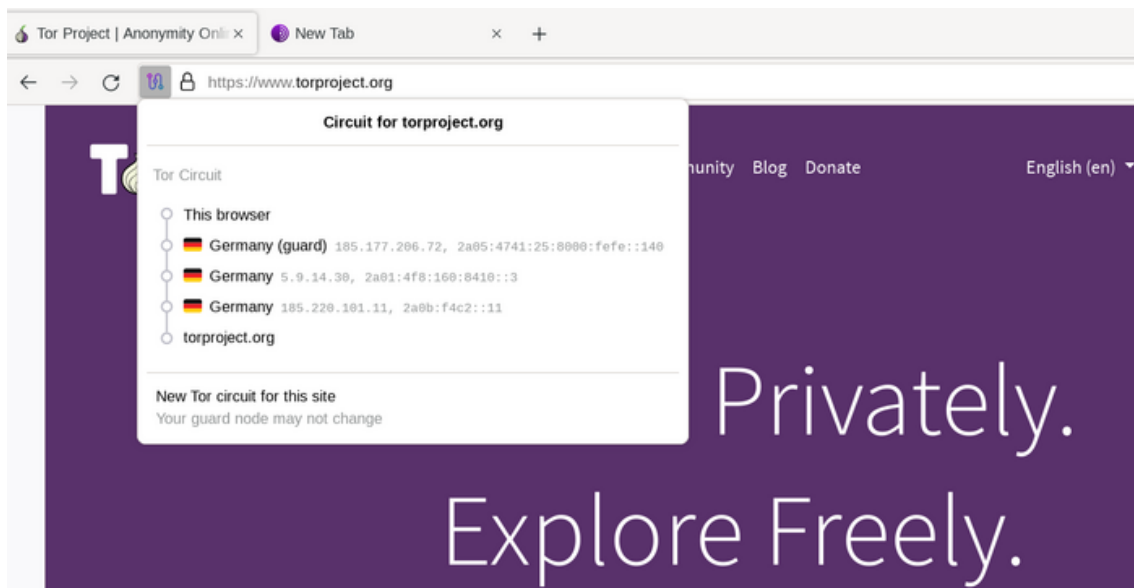 Tor Project | Anonymity Onli
New Tab
https://www.torproject.org
Circuit for torproject.org
Tor Circuit
This browser
Germany (guard) 185.177.206.72, 2a05:4741:25:8000:fefe::140
Germany 5.9.14.30, 2a01:4f8:160:8410::3
Germany 185.220.101.11, 2a0b:f4c2::11
torproject.org
New Tor circuit for this site
Your guard node may not change
Blog Donate
English (en)
Privately.
Explore Freely.